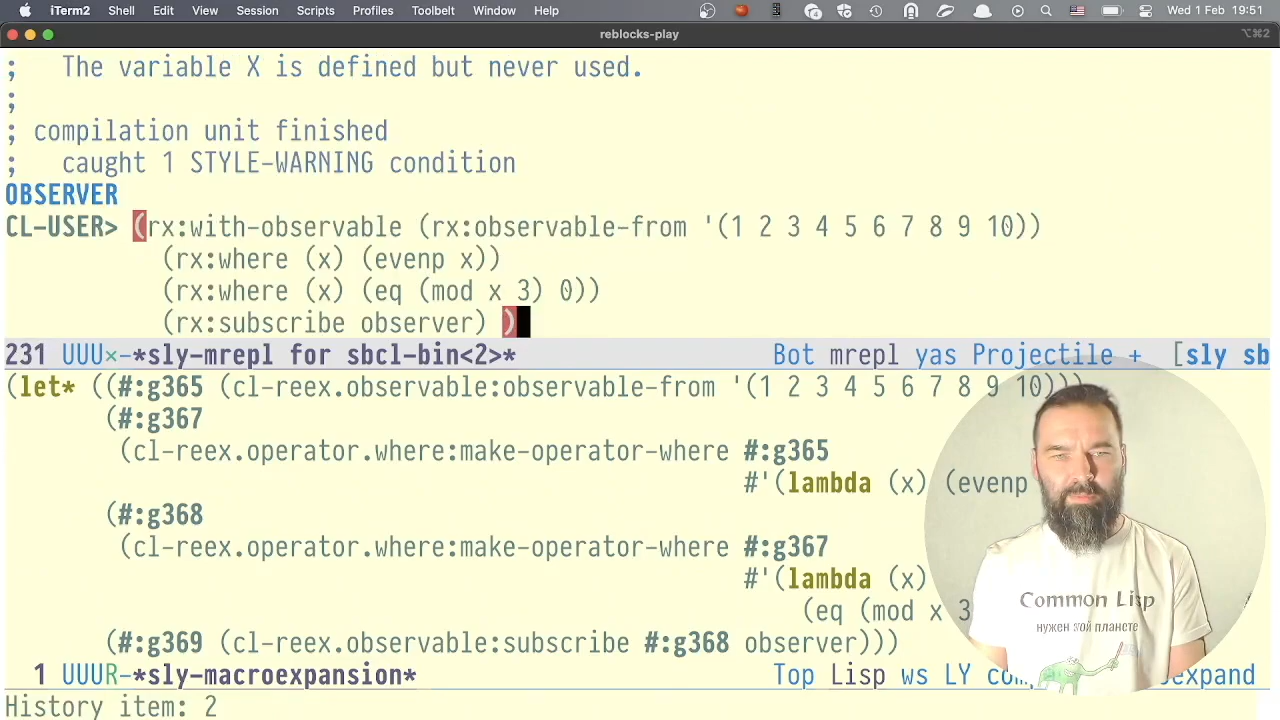 iTerm2 Shell Edit View Session Scripts Profiles Toolbelt Window Help Wed 1 Feb 19:51
reblocks-play ⌥⌘2
; The variable X is defined but never used.
;
; compilation unit finished
; caught 1 STYLE-WARNING condition
OBSERVER
CL-USER> (rx:with-observable (rx:observable-from '(1 2 3 4 5 6 7 8 9 10))
(rx:where (x) (evenp x))
(rx:where (x) (eq (mod x 3) 0))
(rx:subscribe observer) )
231 UUU×-*sly-mrepl for sbcl-bin<2>* Bot mrepl yas Projectile + [sly sb
(let* ((#:g365 (cl-reex.observable:observable-from '(1 2 3 4 5 6 7 8 9 10)))
(#:g367
(cl-reex.operator.where:make-operator-where #:g365
#'(lambda (x) (evenp
(#:g368
(cl-reex.operator.where:make-operator-where #:g367
#'(lambda (x)
(eq (mod x 3
(#:g369 (cl-reex.observable:subscribe #:g368 observer)))
1 UUUR-*sly-macroexpansion* Top Lisp ws LY expand
History item: 2
Common Lisp
нужен этой планете